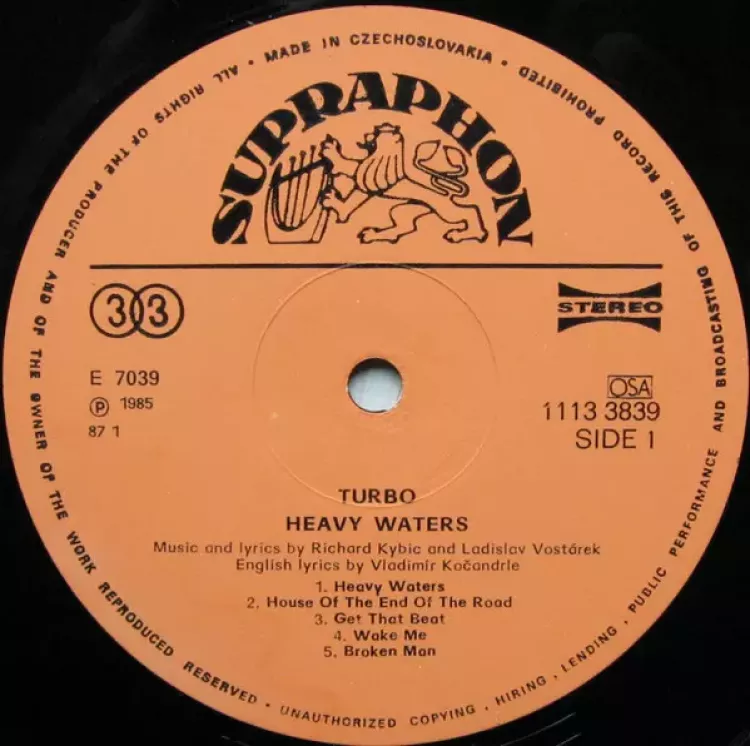 MADE IN CZECHOSLOVAKIA · ALL RIGHTS OF THE PRODUCER AND OF THE OWNER OF THE WORK REPRODUCED RESERVED · UNAUTHORIZED COPYING, HIRING, LENDING, PUBLIC PERFORMANCE AND BROADCASTING OF THIS RECORD PROHIBITED ·
SUPRAPHON
33
STEREO
E 7039
℗ 1985
87 1
OSA
1113 3839
SIDE 1
TURBO
HEAVY WATERS
Music and lyrics by Richard Kybic and Ladislav Vostárek
English lyrics by Vladimír Kočandrle
1. Heavy Waters
2. House Of The End Of The Road
3. Get That Beat
4. Wake Me
5. Broken Man